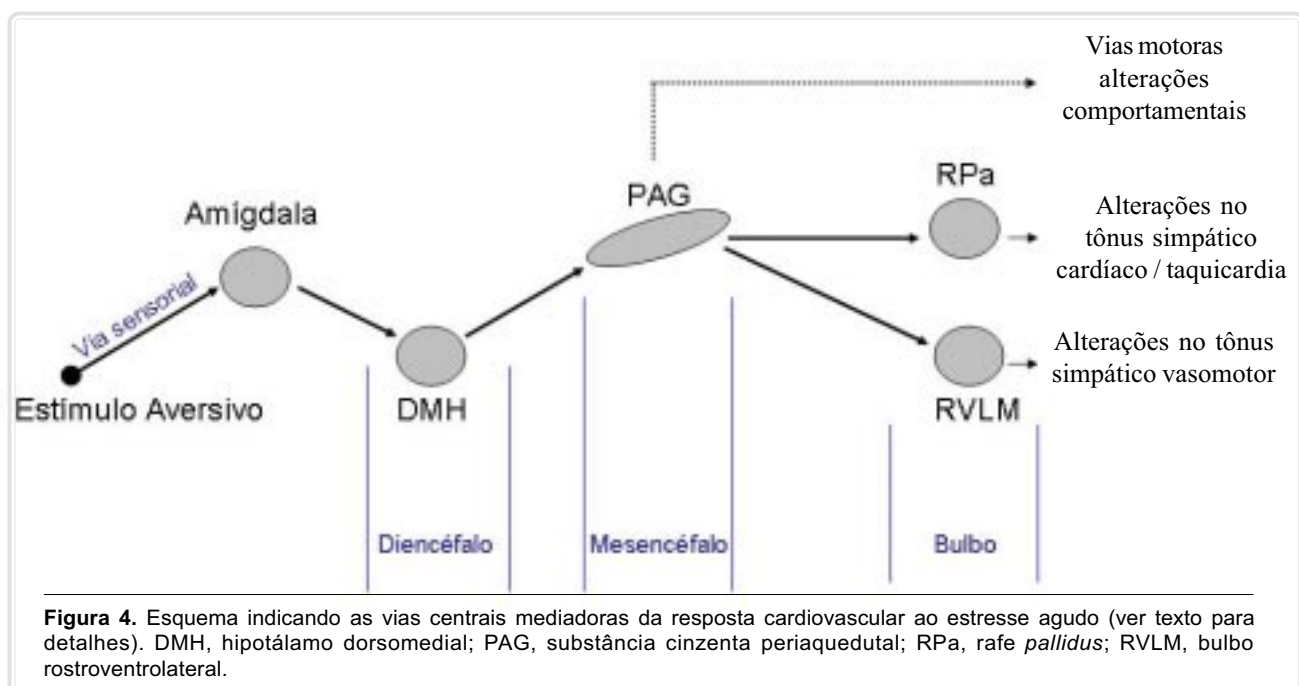 Vias motoras
alterações
comportamentais
RPa
PAG
Amígdala
Alterações no
tônus simpático
cardíaco / taquicardia
Via sensorial
Alterações no tônus
simpático vasomotor
Estímulo Aversivo
DMH
RVLM
Diencéfalo
Mesencéfalo
Bulbo
Figura 4. Esquema indicando as vias centrais mediadoras da resposta cardiovascular ao estresse agudo (ver texto para
detalhes). DMH, hipotálamo dorsomedial; PAG, substância cinzenta periaquedutal; RPa, rafe pallidus; RVLM, bulbo
rostroventrolateral.